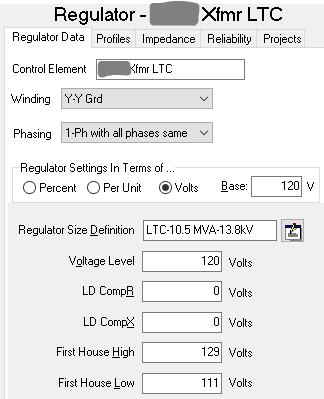 Regulator - Xfmr LTC
Regulator Data Profiles Impedance Reliability Projects
Control Element Xfmr LTC
Winding Y-Y Grd
Phasing 1-Ph with all phases same
Regulator Settings In Terms of ...
Percent Per Unit Volts Base: 120 V
Regulator Size Definition LTC-10.5 MVA-13.8kV
Voltage Level 120 Volts
LD CompR 0 Volts
LD CompX 0 Volts
First House High 129 Volts
First House Low 111 Volts